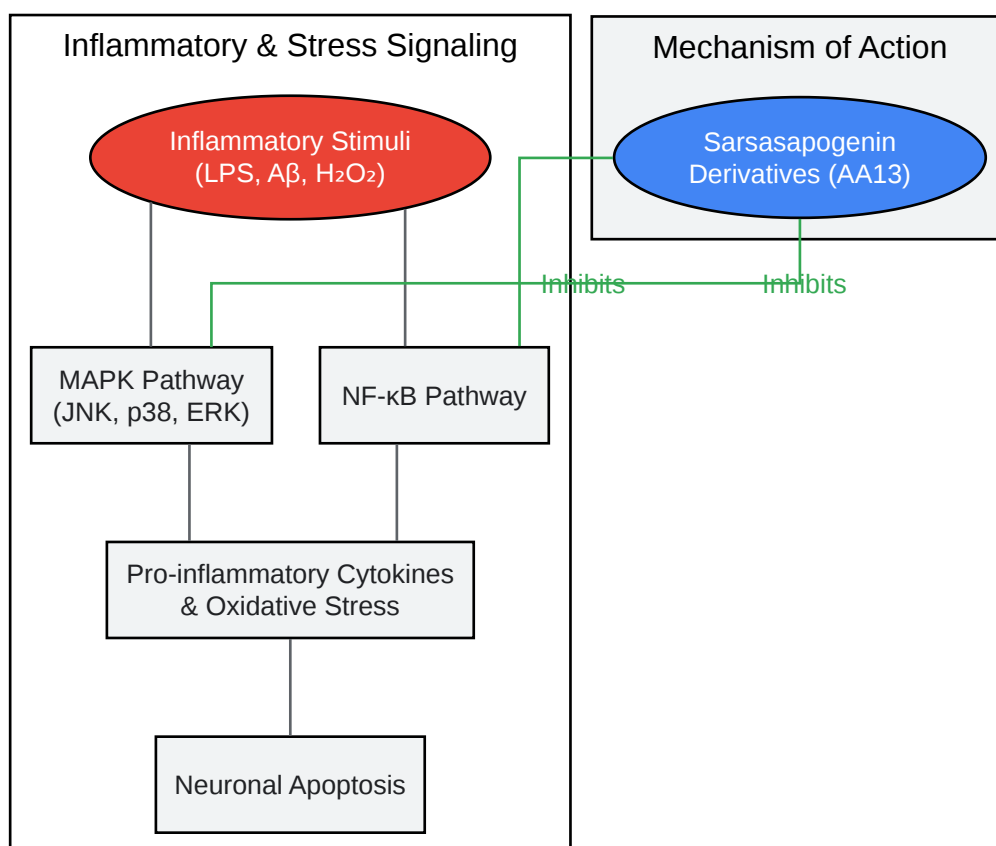 Inflammatory & Stress Signaling
Mechanism of Action
Inflammatory Stimuli
(LPS, Aβ, H₂O₂)
Sarsasapogenin
Derivatives (AA13)
Inhibits
Inhibits
MAPK Pathway
(JNK, p38, ERK)
NF-κB Pathway
Pro-inflammatory Cytokines
& Oxidative Stress
Neuronal Apoptosis